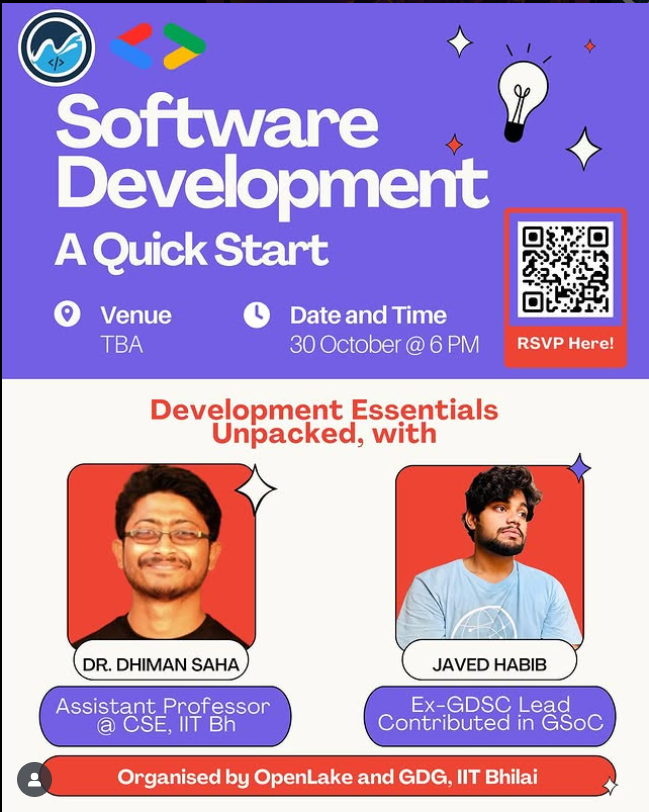 </>
Software
Development
A Quick Start
Venue
TBA
Date and Time
30 October @ 6 PM
RSVP Here!
Development Essentials
Unpacked, with
DR. DHIMAN SAHA
Assistant Professor
@ CSE, IIT Bh
JAVED HABIB
Ex-GDSC Lead
Contributed in GSoC
Organised by OpenLake and GDG, IIT Bhilai